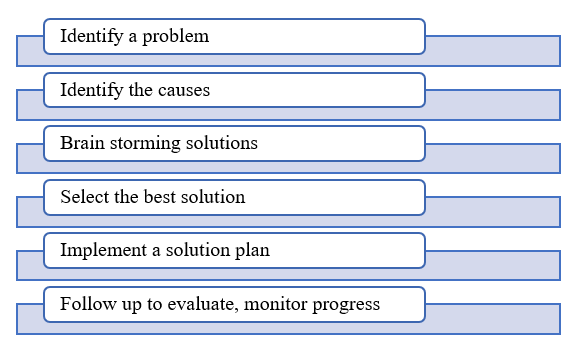 Identify a problem
Identify the causes
Brain storming solutions
Select the best solution
Implement a solution plan
Follow up to evaluate, monitor progress